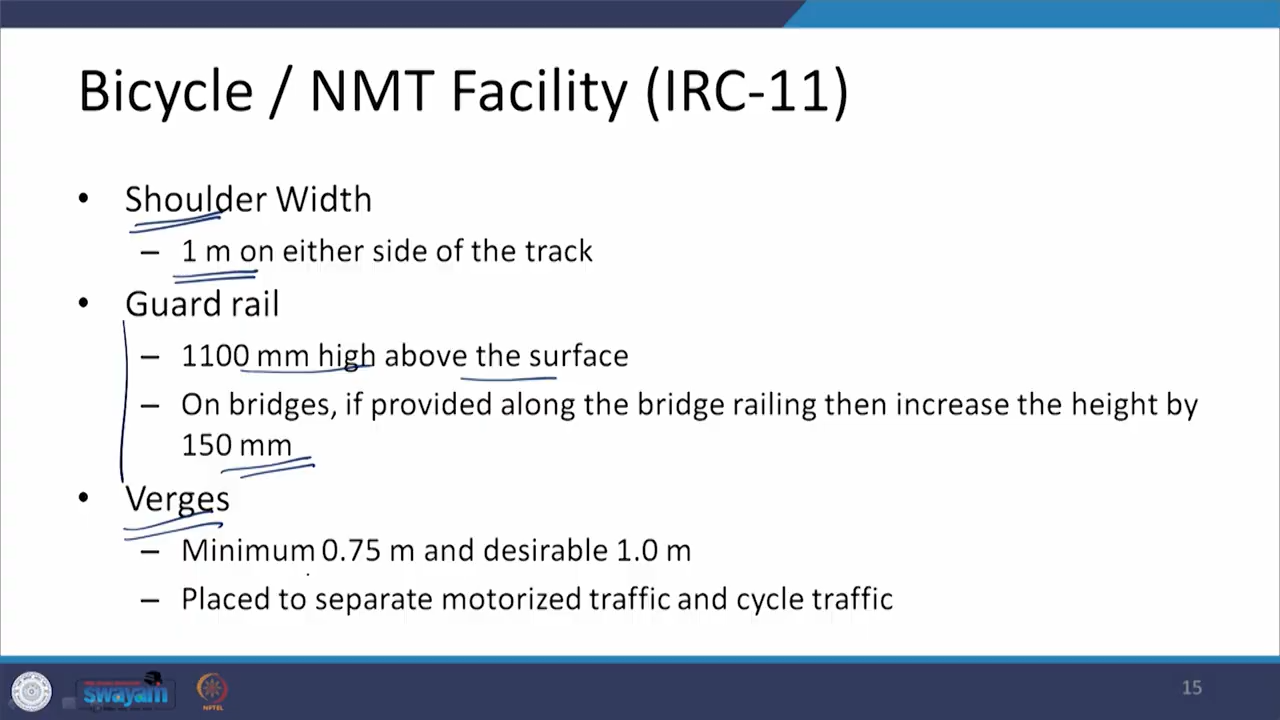 Bicycle / NMT Facility (IRC-11)
• Shoulder Width
– 1 m on either side of the track
• Guard rail
– 1100 mm high above the surface
– On bridges, if provided along the bridge railing then increase the height by
150 mm
• Verges
– Minimum 0.75 m and desirable 1.0 m
– Placed to separate motorized traffic and cycle traffic
swayam
NPTEL
15